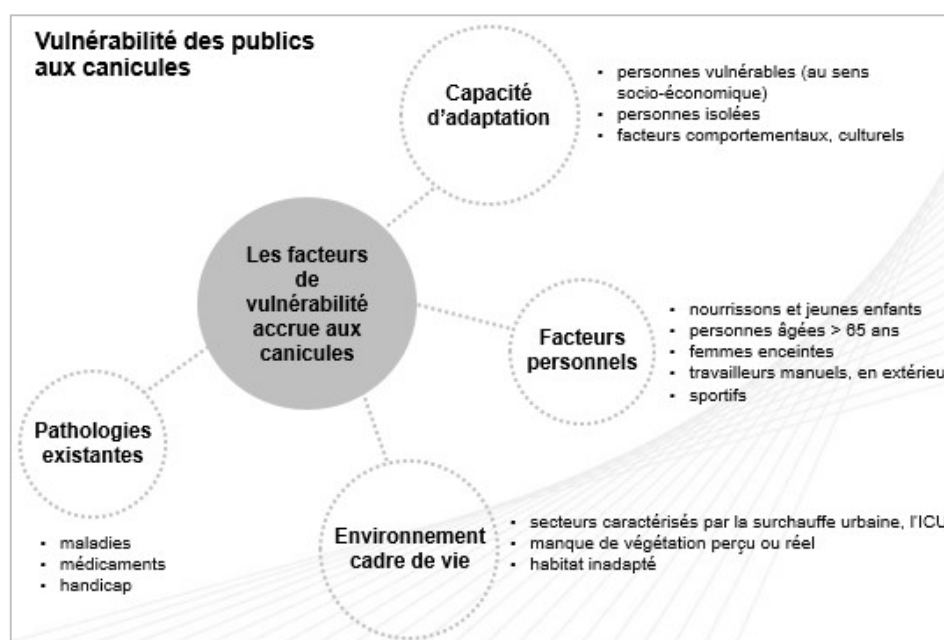 Vulnérabilité des publics
aux canicules
Capacité
d'adaptation
▪ personnes vulnérables (au sens
socio-économique)
▪ personnes isolées
▪ facteurs comportementaux, culturels
Les facteurs
de
vulnérabilité
accrue aux
canicules
Facteurs
personnels
▪ nourrissons et jeunes enfants
▪ personnes âgées > 65 ans
▪ femmes enceintes
▪ travailleurs manuels, en extérieu
▪ sportifs
Pathologies
existantes
▪ maladies
▪ médicaments
▪ handicap
Environnement
cadre de vie
▪ secteurs caractérisés par la surchauffe urbaine, l'ICU
▪ manque de végétation perçu ou réel
▪ habitat inadapté